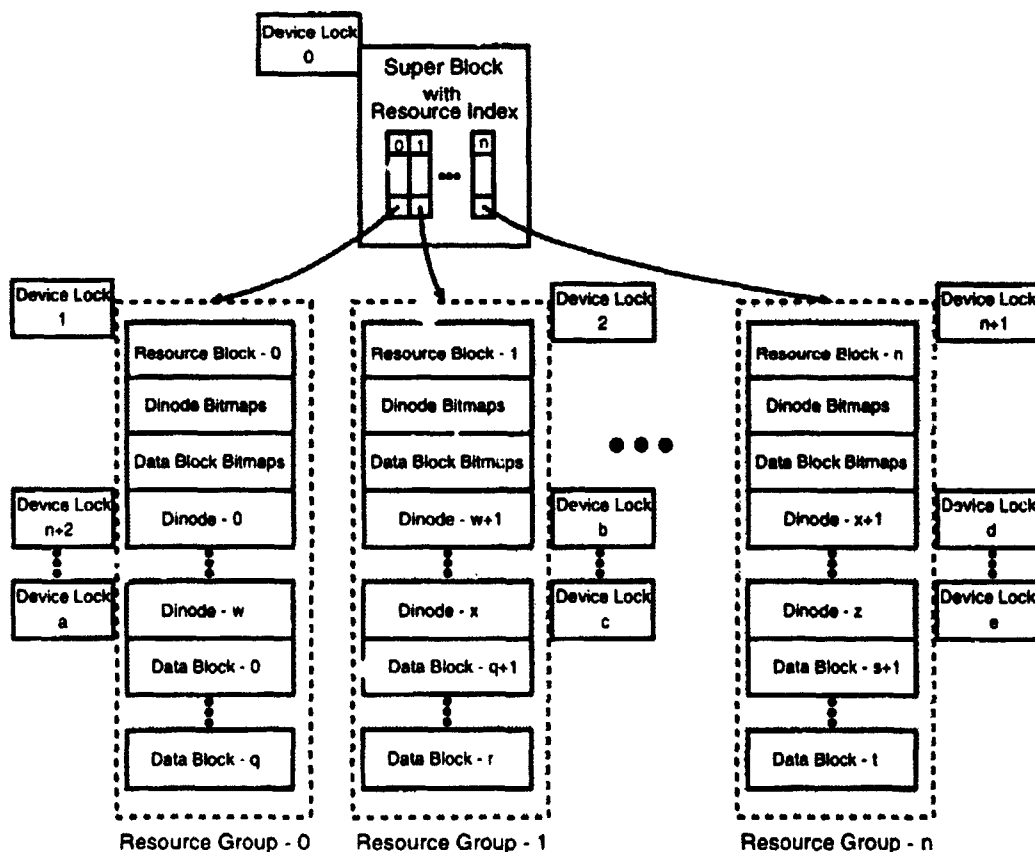 Device Lock
0
Super Block
with
Resource Index
0 1 n
Device Lock
1
Resource Block - 0
Dinode Bitmaps
Data Block Bitmaps
Device Lock
n+2
Dinode - 0
Device Lock
a
Dinode - w
Data Block - 0
Data Block - q
Resource Group - 0
Device Lock
2
Resource Block - 1
Dinode Bitmaps
Data Block Bitmaps
Dinode - w+1
Device Lock
b
Dinode - x
Device Lock
c
Data Block - q+1
Data Block - r
Resource Group - 1
Device Lock
n+1
Resource Block - n
Dinode Bitmaps
Data Block Bitmaps
Dinode - x+1
Device Lock
d
Dinode - z
Device Lock
e
Data Block - s+1
Data Block - t
Resource Group - n